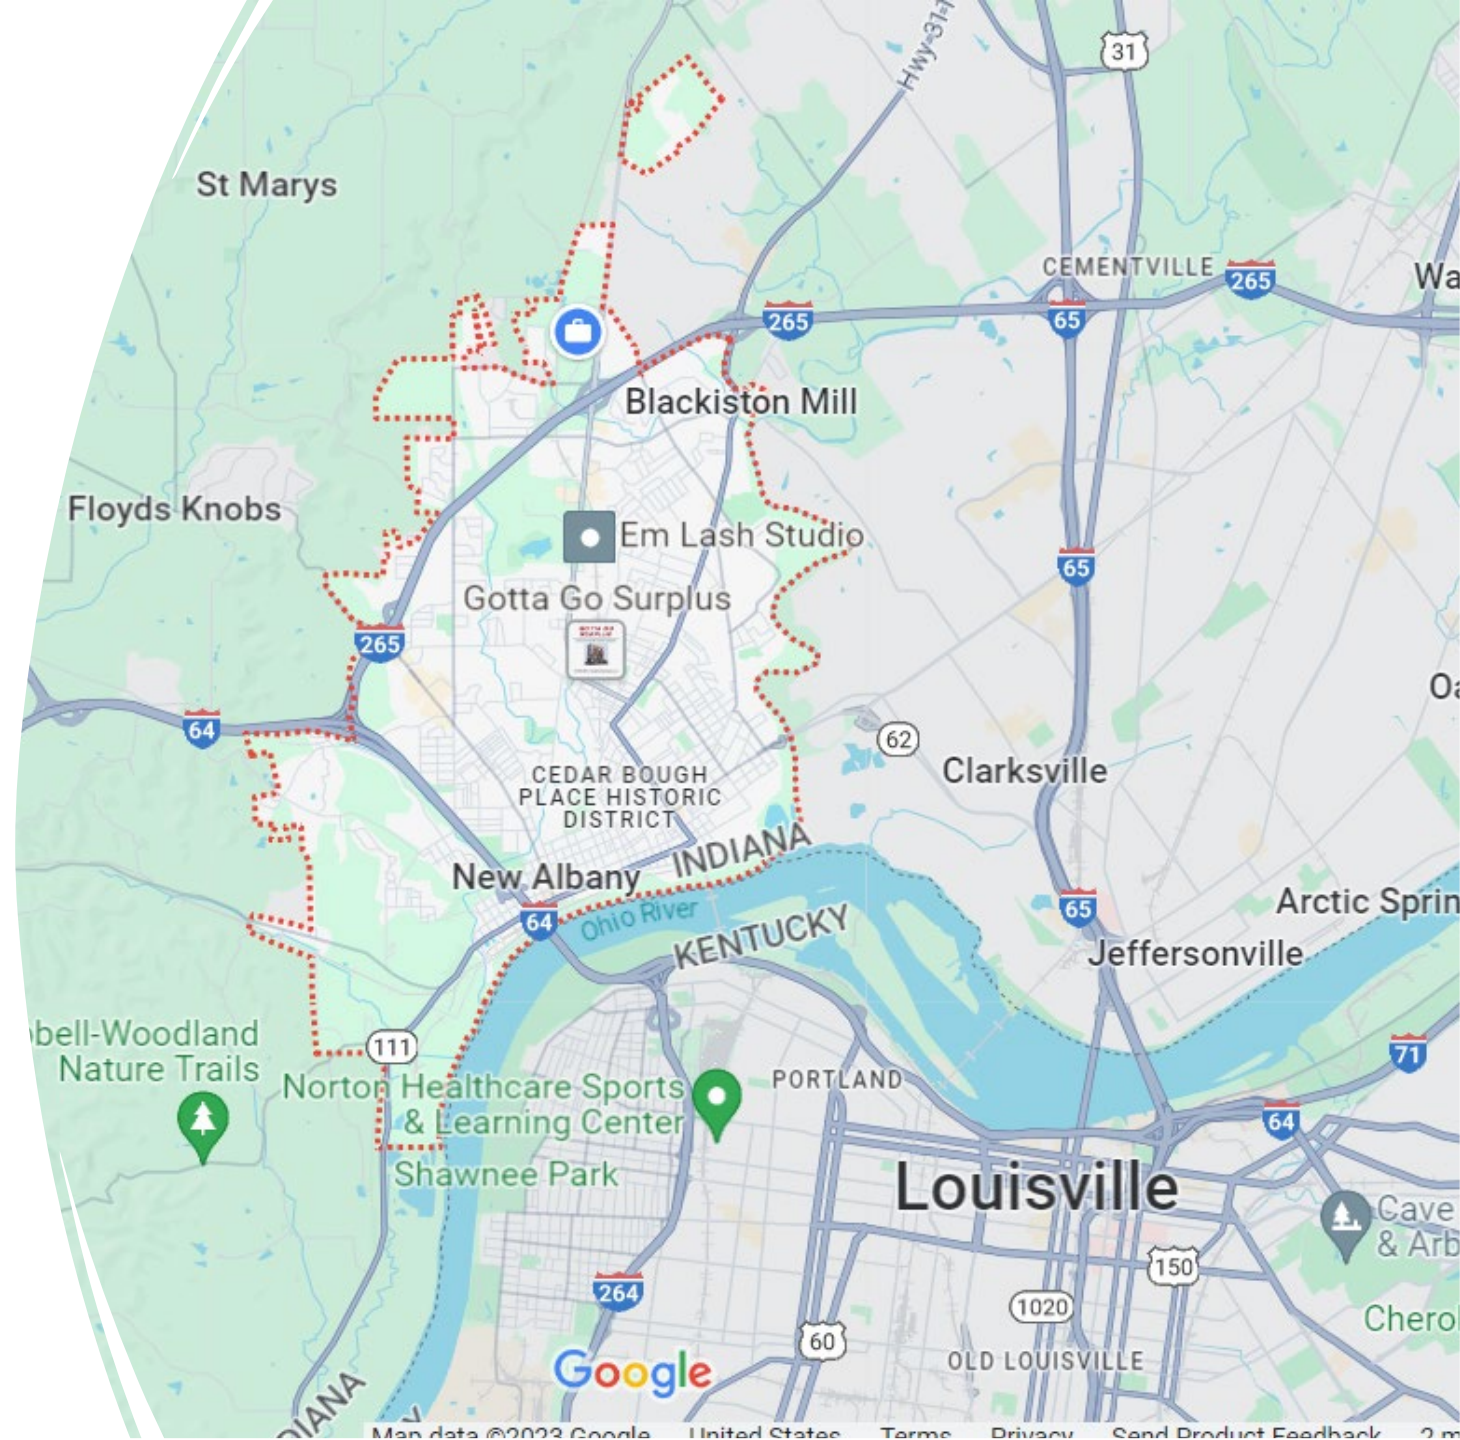 Hwy-31-
31
St Marys
CEMENTVILLE
265
Wa
265
65
Blackiston Mill
Floyds Knobs
Em Lash Studio
65
Gotta Go Surplus
265
Oa
64
62
CEDAR BOUGH
PLACE HISTORIC
DISTRICT
Clarksville
INDIANA
New Albany
64
Ohio River
KENTUCKY
65
Arctic Sprin
Jeffersonville
bell-Woodland
Nature Trails
111
71
Norton Healthcare Sports
& Learning Center
PORTLAND
64
Shawnee Park
Louisville
Cave
& Arb
150
264
1020
Chero
60
OLD LOUISVILLE
Google
DIANA
Y
Map data ©2023 Google United States Terms Privacy Send Product Feedback 2 m